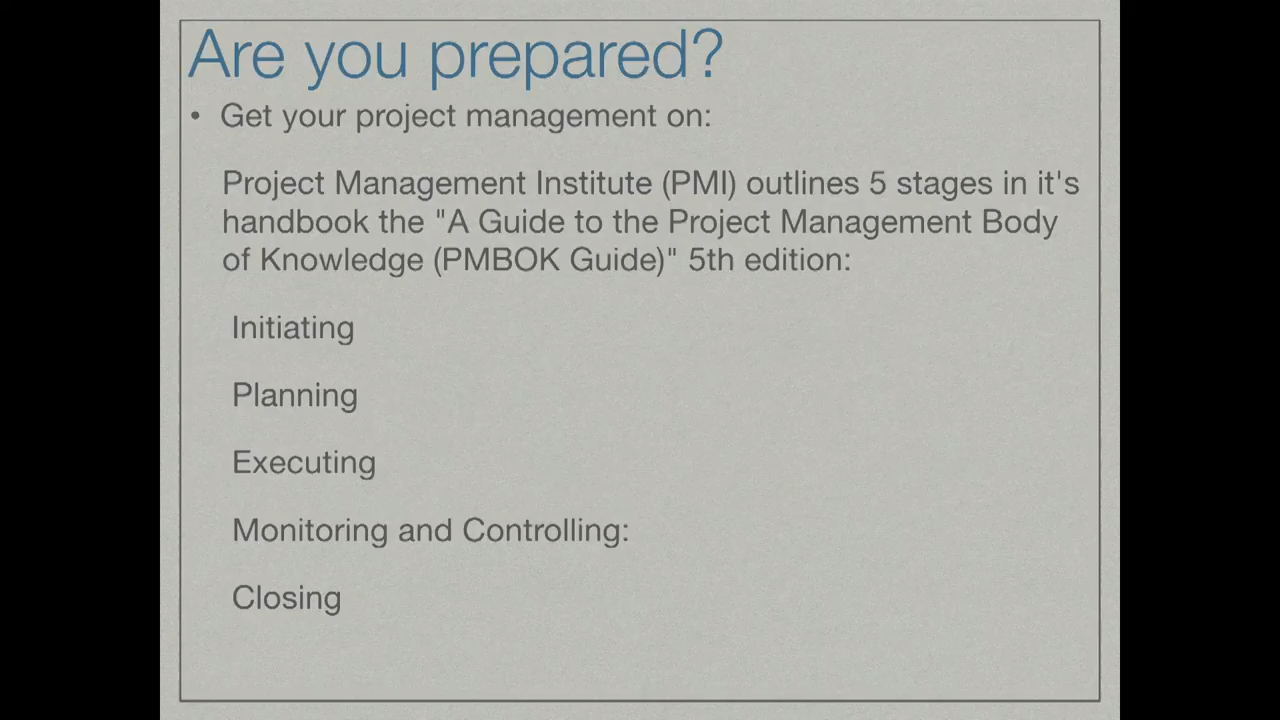 Are you prepared?
• Get your project management on:
Project Management Institute (PMI) outlines 5 stages in it's
handbook the "A Guide to the Project Management Body
of Knowledge (PMBOK Guide)" 5th edition:
Initiating
Planning
Executing
Monitoring and Controlling:
Closing